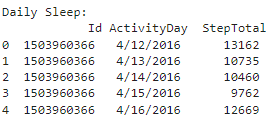 Daily Sleep:
Id ActivityDay StepTotal
0 1503960366 4/12/2016 13162
1 1503960366 4/13/2016 10735
2 1503960366 4/14/2016 10460
3 1503960366 4/15/2016 9762
4 1503960366 4/16/2016 12669